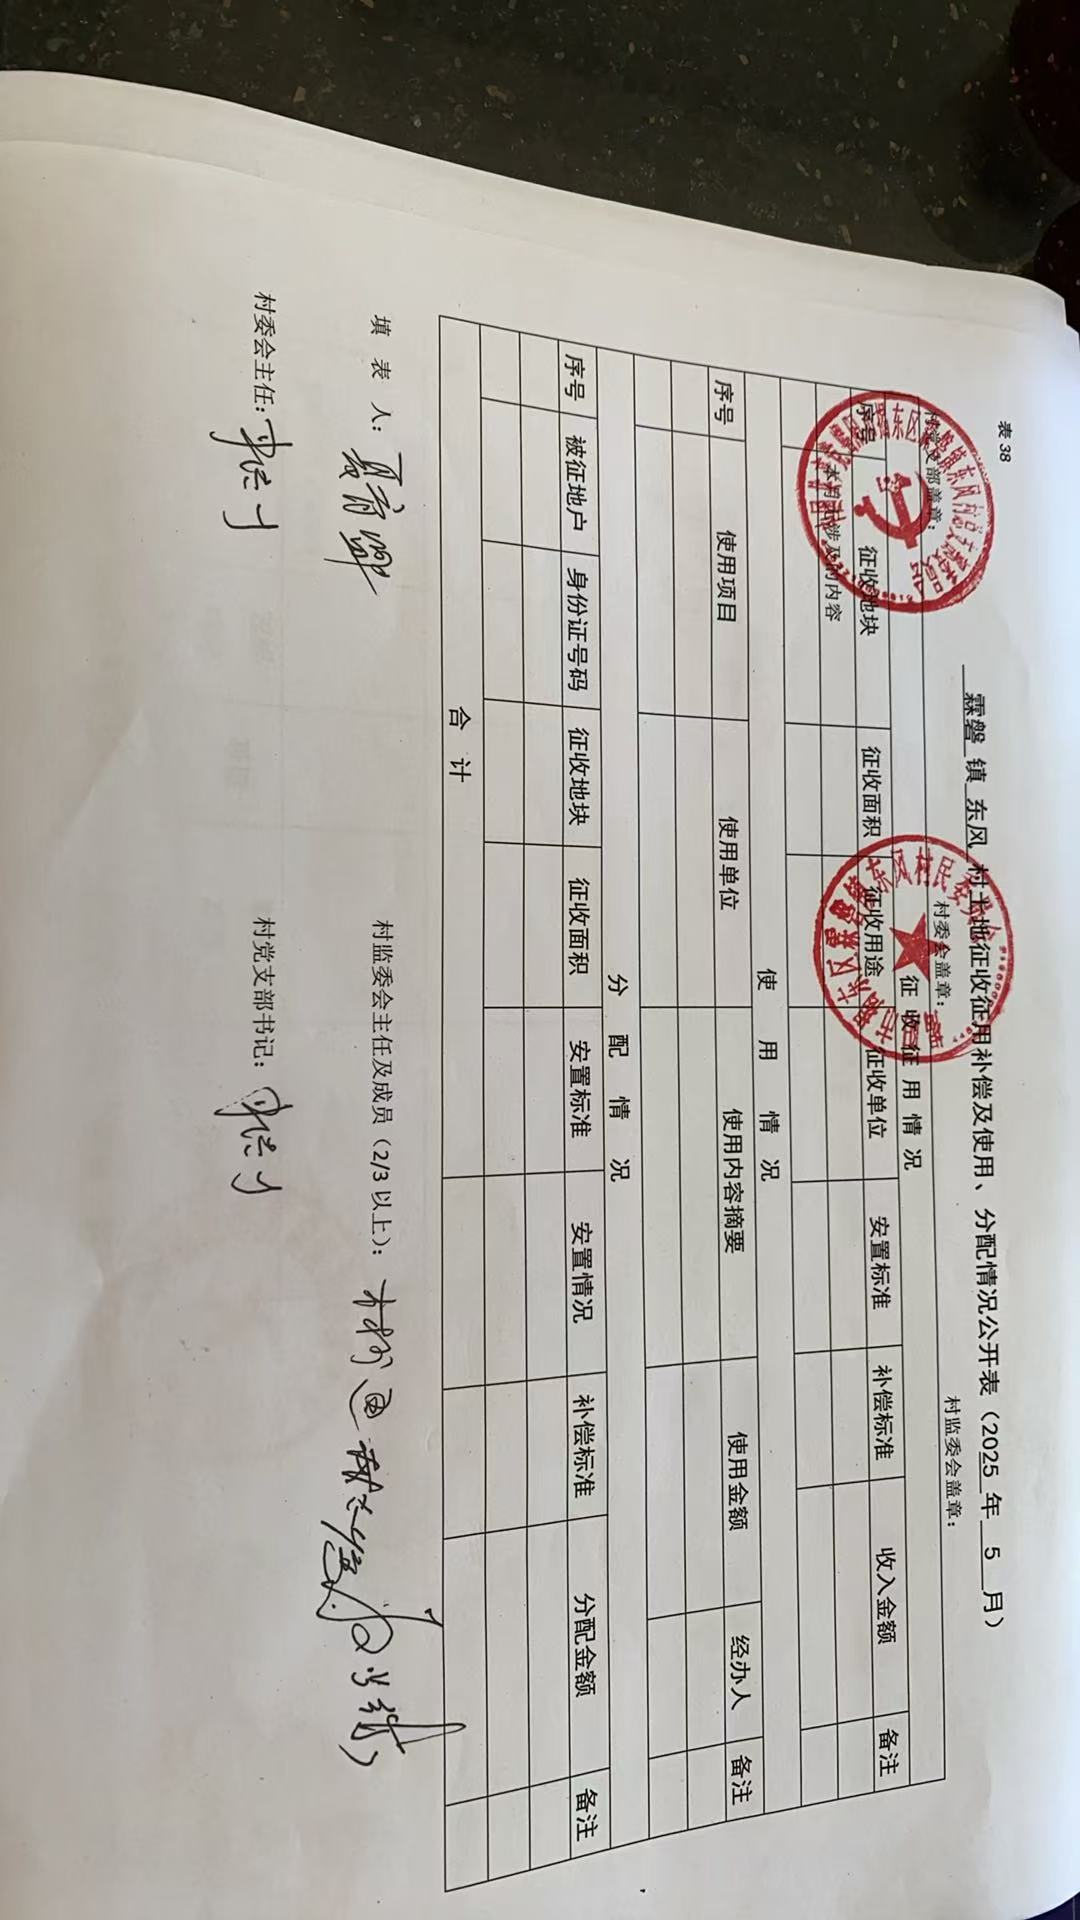 表 38
霖磐 镇 东风 村土地征收征用补偿及使用、分配情况公开表（2025 年 5 月）
村党支部盖章： 村委会盖章： 村监委会盖章：
征 收 征 用 情 况
序号 征收地块 征收面积 征收用途 征收单位 安置标准 补偿标准 收入金额 备注
本月不涉及的内容
使 用 情 况
序号 使用项目 使用单位 使用内容摘要 使用金额 经办人 备注
分 配 情 况
序号 被征地户 身份证号码 征收地块 征收面积 安置标准 安置情况 补偿标准 分配金额 备注
合 计
填 表 人： 村监委会主任及成员（2/3 以上）：
村委会主任： 村党支部书记：